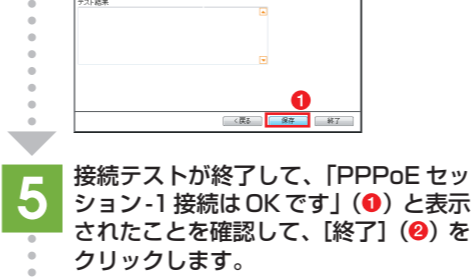 テスト結果
1
<戻る 保存 終了
5
接続テストが終了して、「PPPoE セッ
ション-1 接続は OK です」（❶）と表示
されたことを確認して、［終了］（❷）を
クリックします。